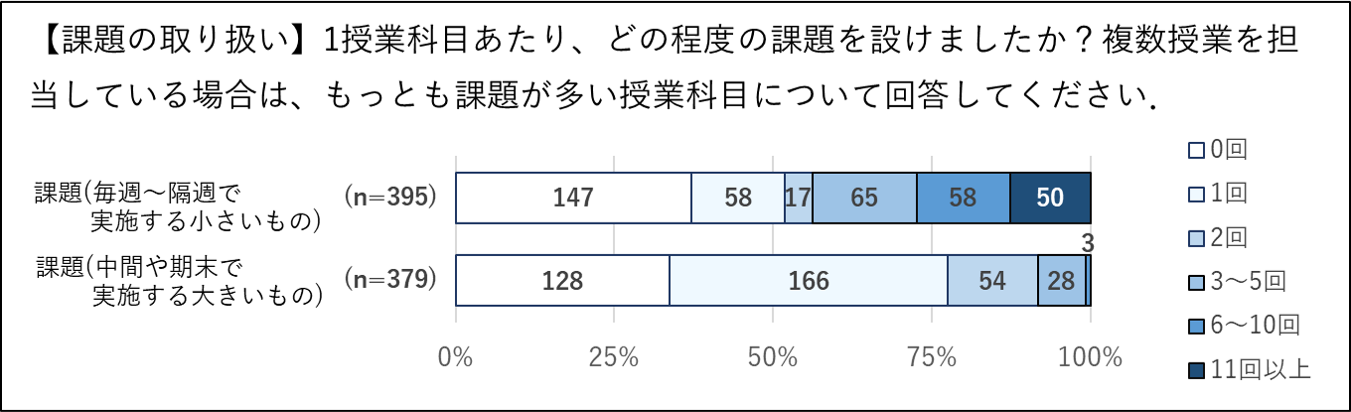 【課題の取り扱い】1授業科目あたり、どの程度の課題を設けましたか？複数授業を担
当している場合は、もっとも課題が多い授業科目について回答してください.
課題(毎週～隔週で
実施する小さいもの)
(n=395)
147
58
17
65
58
50
課題(中間や期末で
実施する大きいもの)
(n=379)
128
166
54
28
3
0%
25%
50%
75%
100%
0回
1回
2回
3～5回
6～10回
11回以上